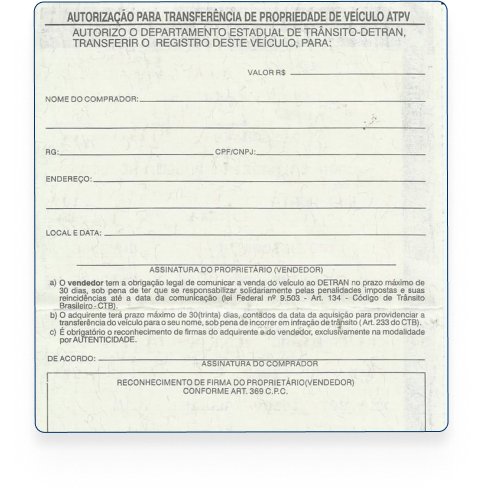 AUTORIZAÇÃO PARA TRANSFERÊNCIA DE PROPRIEDADE DE VEÍCULO ATPV
AUTORIZO O DEPARTAMENTO ESTADUAL DE TRÂNSITO-DETRAN,
TRANSFERIR O REGISTRO DESTE VEÍCULO, PARA:
VALOR R$
NOME DO COMPRADOR:
RG: CPF/CNPJ:
ENDEREÇO:
LOCAL E DATA:
ASSINATURA DO PROPRIETÁRIO (VENDEDOR)
a) O vendedor tem a obrigação legal de comunicar a venda do veículo ao DETRAN no prazo máximo de
30 dias, sob pena de ter que se responsabilizar solidariamente pelas penalidades impostas e suas
reincidências até a data da comunicação (lei Federal nº 9.503 - Art. 134 - Código de Trânsito
Brasileiro - CTB).
b) O adquirente terá prazo máximo de 30(trinta) dias, contados da data da aquisição para providenciar a
transferência do veículo para o seu nome, sob pena de incorrer em infração de trânsito ( Art. 233 do CTB).
c) É obrigatório o reconhecimento de firmas do adquirente e do vendedor, exclusivamente na modalidade
por AUTENTICIDADE.
DE ACORDO:
ASSINATURA DO COMPRADOR
RECONHECIMENTO DE FIRMA DO PROPRIETÁRIO(VENDEDOR)
CONFORME ART. 369 C.P.C.